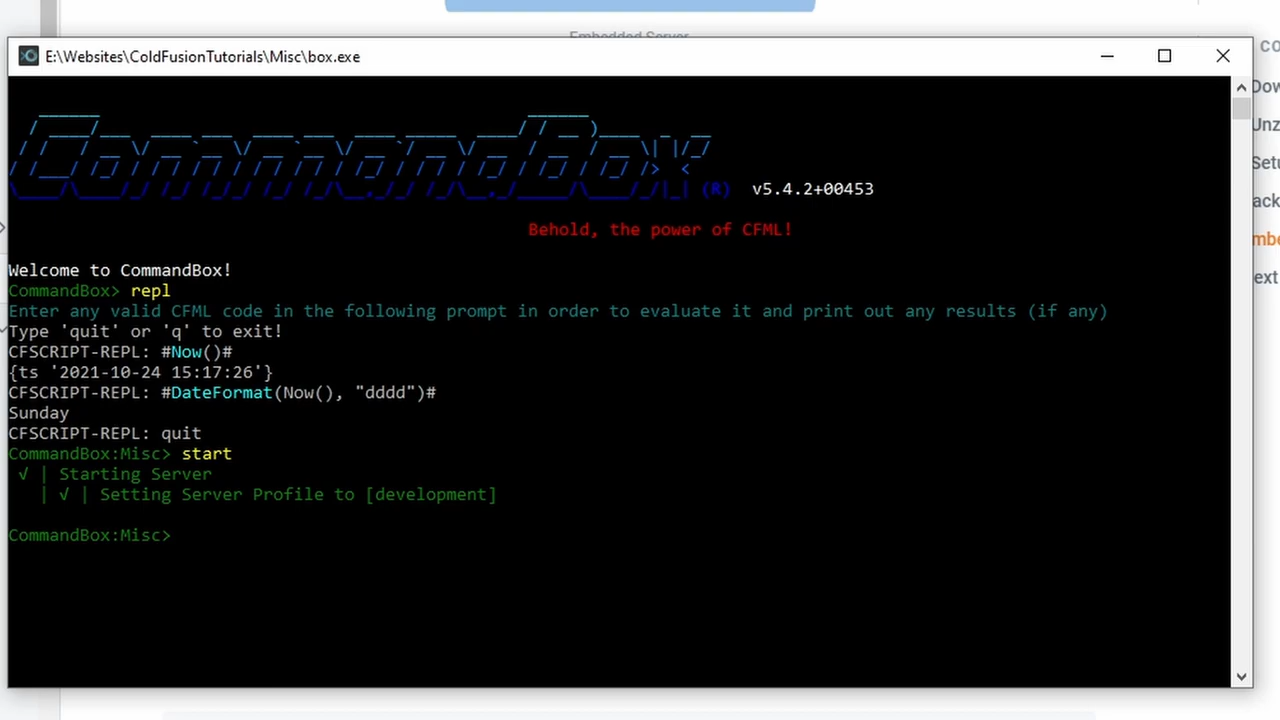 Embedded Server
E:\Websites\ColdFusionTutorials\Misc\box.exe
CommandBox (R) v5.4.2+00453
Behold, the power of CFML!
Welcome to CommandBox!
CommandBox> repl
Enter any valid CFML code in the following prompt in order to evaluate it and print out any results (if any)
Type 'quit' or 'q' to exit!
CFSCRIPT-REPL: #Now()#
{ts '2021-10-24 15:17:26'}
CFSCRIPT-REPL: #DateFormat(Now(), "dddd")#
Sunday
CFSCRIPT-REPL: quit
CommandBox:Misc> start
√ | Starting Server
| √ | Setting Server Profile to [development]
CommandBox:Misc>